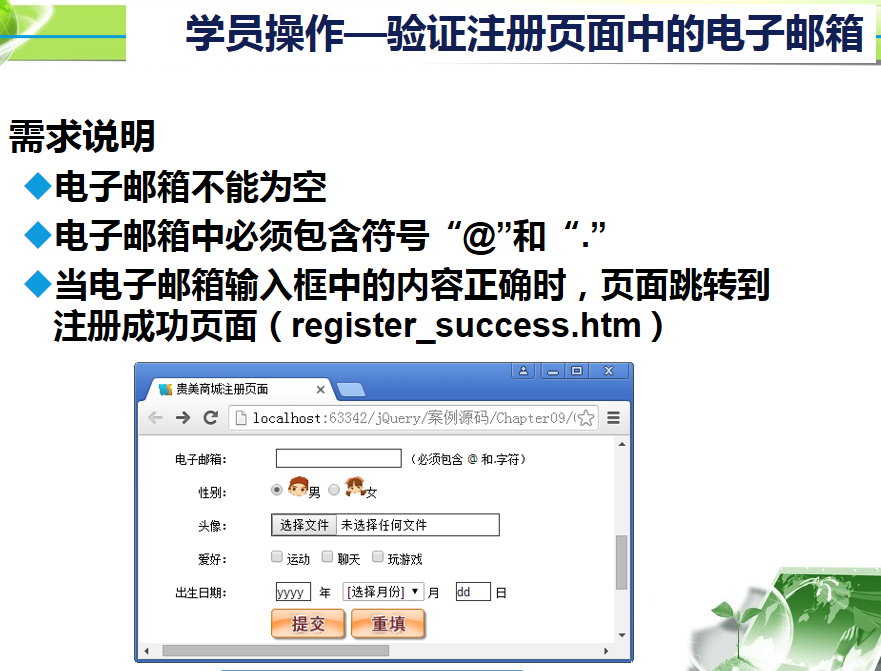 学员操作—验证注册页面中的电子邮箱
需求说明
电子邮箱不能为空
电子邮箱中必须包含符号“@”和“.”
当电子邮箱输入框中的内容正确时，页面跳转到
注册成功页面（register_success.htm）
贵美商城注册页面
localhost:63342/jQuery/案例源码/Chapter09/
电子邮箱： （必须包含 @ 和.字符）
性别： 男 女
头像： 选择文件 未选择任何文件
爱好： 运动 聊天 玩游戏
出生日期： yyyy 年 [选择月份] 月 dd 日
提交 重填